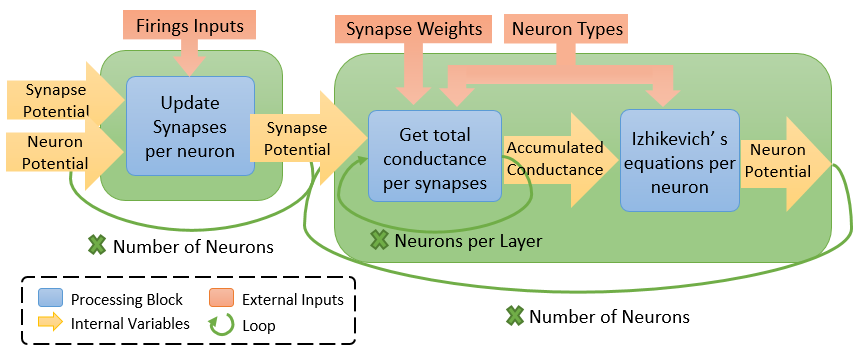 Firings Inputs
Synapse Weights
Neuron Types
Synapse
Potential
Neuron
Potential
Update
Synapses
per neuron
Synapse
Potential
Get total
conductance
per synapses
Accumulated
Conductance
Izhikevich’ s
equations per
neuron
Neuron
Potential
Number of Neurons
Neurons per Layer
Number of Neurons
Processing Block
External Inputs
Internal Variables
Loop